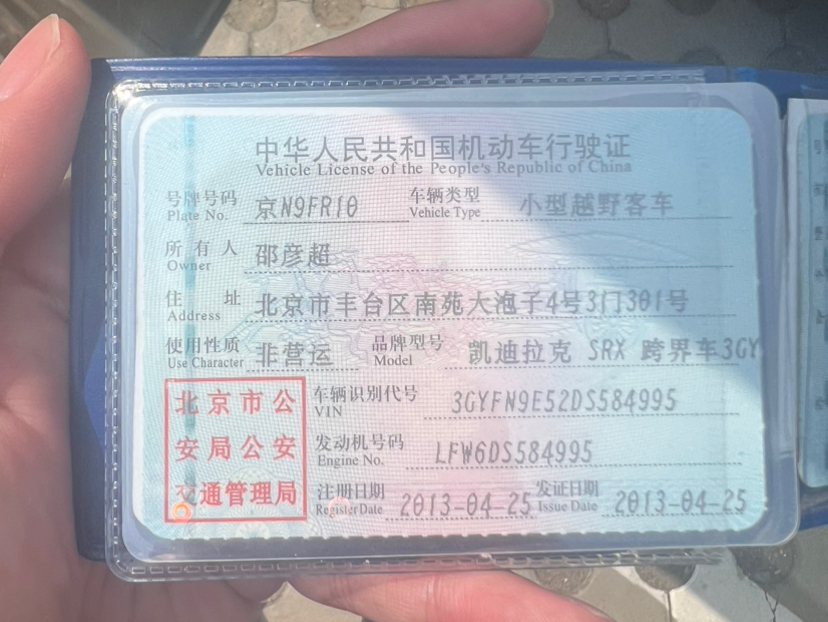 中华人民共和国机动车行驶证
Vehicle License of the People's Republic of China
号牌号码 京N9FR10 车辆类型 小型越野客车
Plate No. Vehicle Type
所有人 邵彦超
Owner
住址 北京市丰台区南苑大泡子4号3门301号
Address
使用性质 非营运 品牌型号 凯迪拉克 SRX 跨界车3GY
Use Character Model
北京市公
安局公安
交通管理局
车辆识别代号 3GYFN9E52DS584995
VIN
发动机号码 LFW6DS584995
Engine No.
注册日期 2013-04-25 发证日期 2013-04-25
Register Date Issue Date